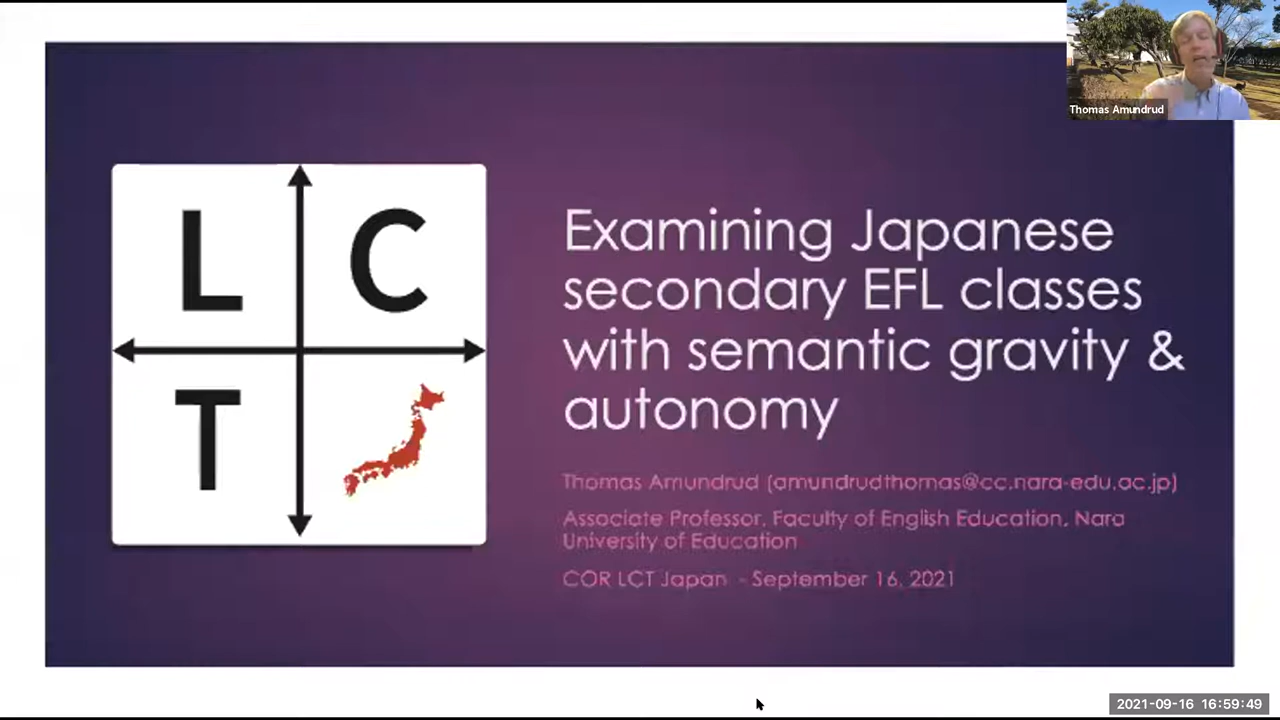 Thomas Amundrud
L C
T
Examining Japanese
secondary EFL classes
with semantic gravity &
autonomy
Thomas Amundrud (amundrudthomas@cc.nara-edu.ac.jp)
Associate Professor, Faculty of English Education, Nara
University of Education
COR LCT Japan - September 16, 2021
2021-09-16 16:59:49